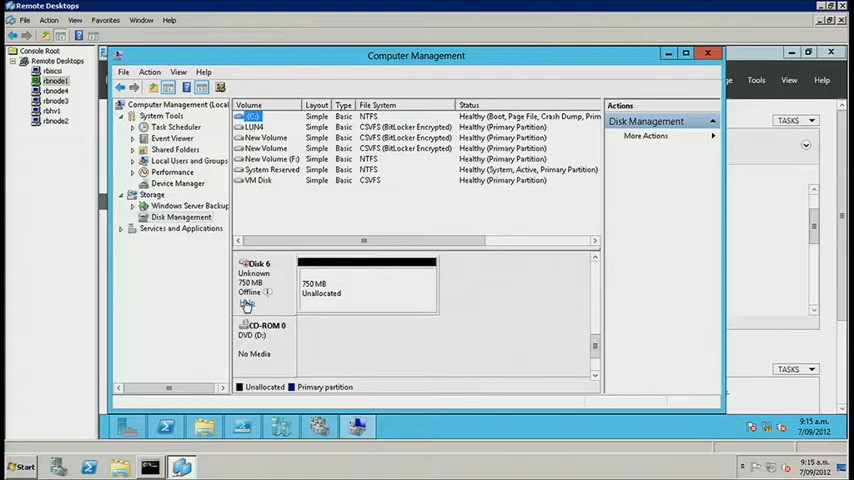 Remote Desktops
File Action View Favorites Window Help
Console Root
Remote Desktops
rbiscsi
rbnode1
rbnode4
rbnode3
rbhv1
rbnode2
Tools View Help
TASKS
TASKS
Computer Management
File Action View Help
Computer Management (Local
System Tools
Task Scheduler
Event Viewer
Shared Folders
Local Users and Groups
Performance
Device Manager
Storage
Windows Server Backup
Disk Management
Services and Applications
Volume Layout Type File System Status
(C:) Simple Basic NTFS Healthy (Boot, Page File, Crash Dump, Prim
LUN4 Simple Basic CSVFS (BitLocker Encrypted) Healthy (Primary Partition)
New Volume Simple Basic CSVFS (BitLocker Encrypted) Healthy (Primary Partition)
New Volume Simple Basic CSVFS (BitLocker Encrypted) Healthy (Primary Partition)
New Volume (F:) Simple Basic NTFS Healthy (Primary Partition)
System Reserved Simple Basic NTFS Healthy (System, Active, Primary Partition)
VM Disk Simple Basic CSVFS Healthy (Primary Partition)
Disk 6
Unknown
750 MB
Offline
Help
750 MB
Unallocated
CD-ROM 0
DVD (D:)
No Media
Unallocated Primary partition
Actions
Disk Management
More Actions
9:15 a.m.
7/09/2012
Start
9:15 a.m.
7/09/2012